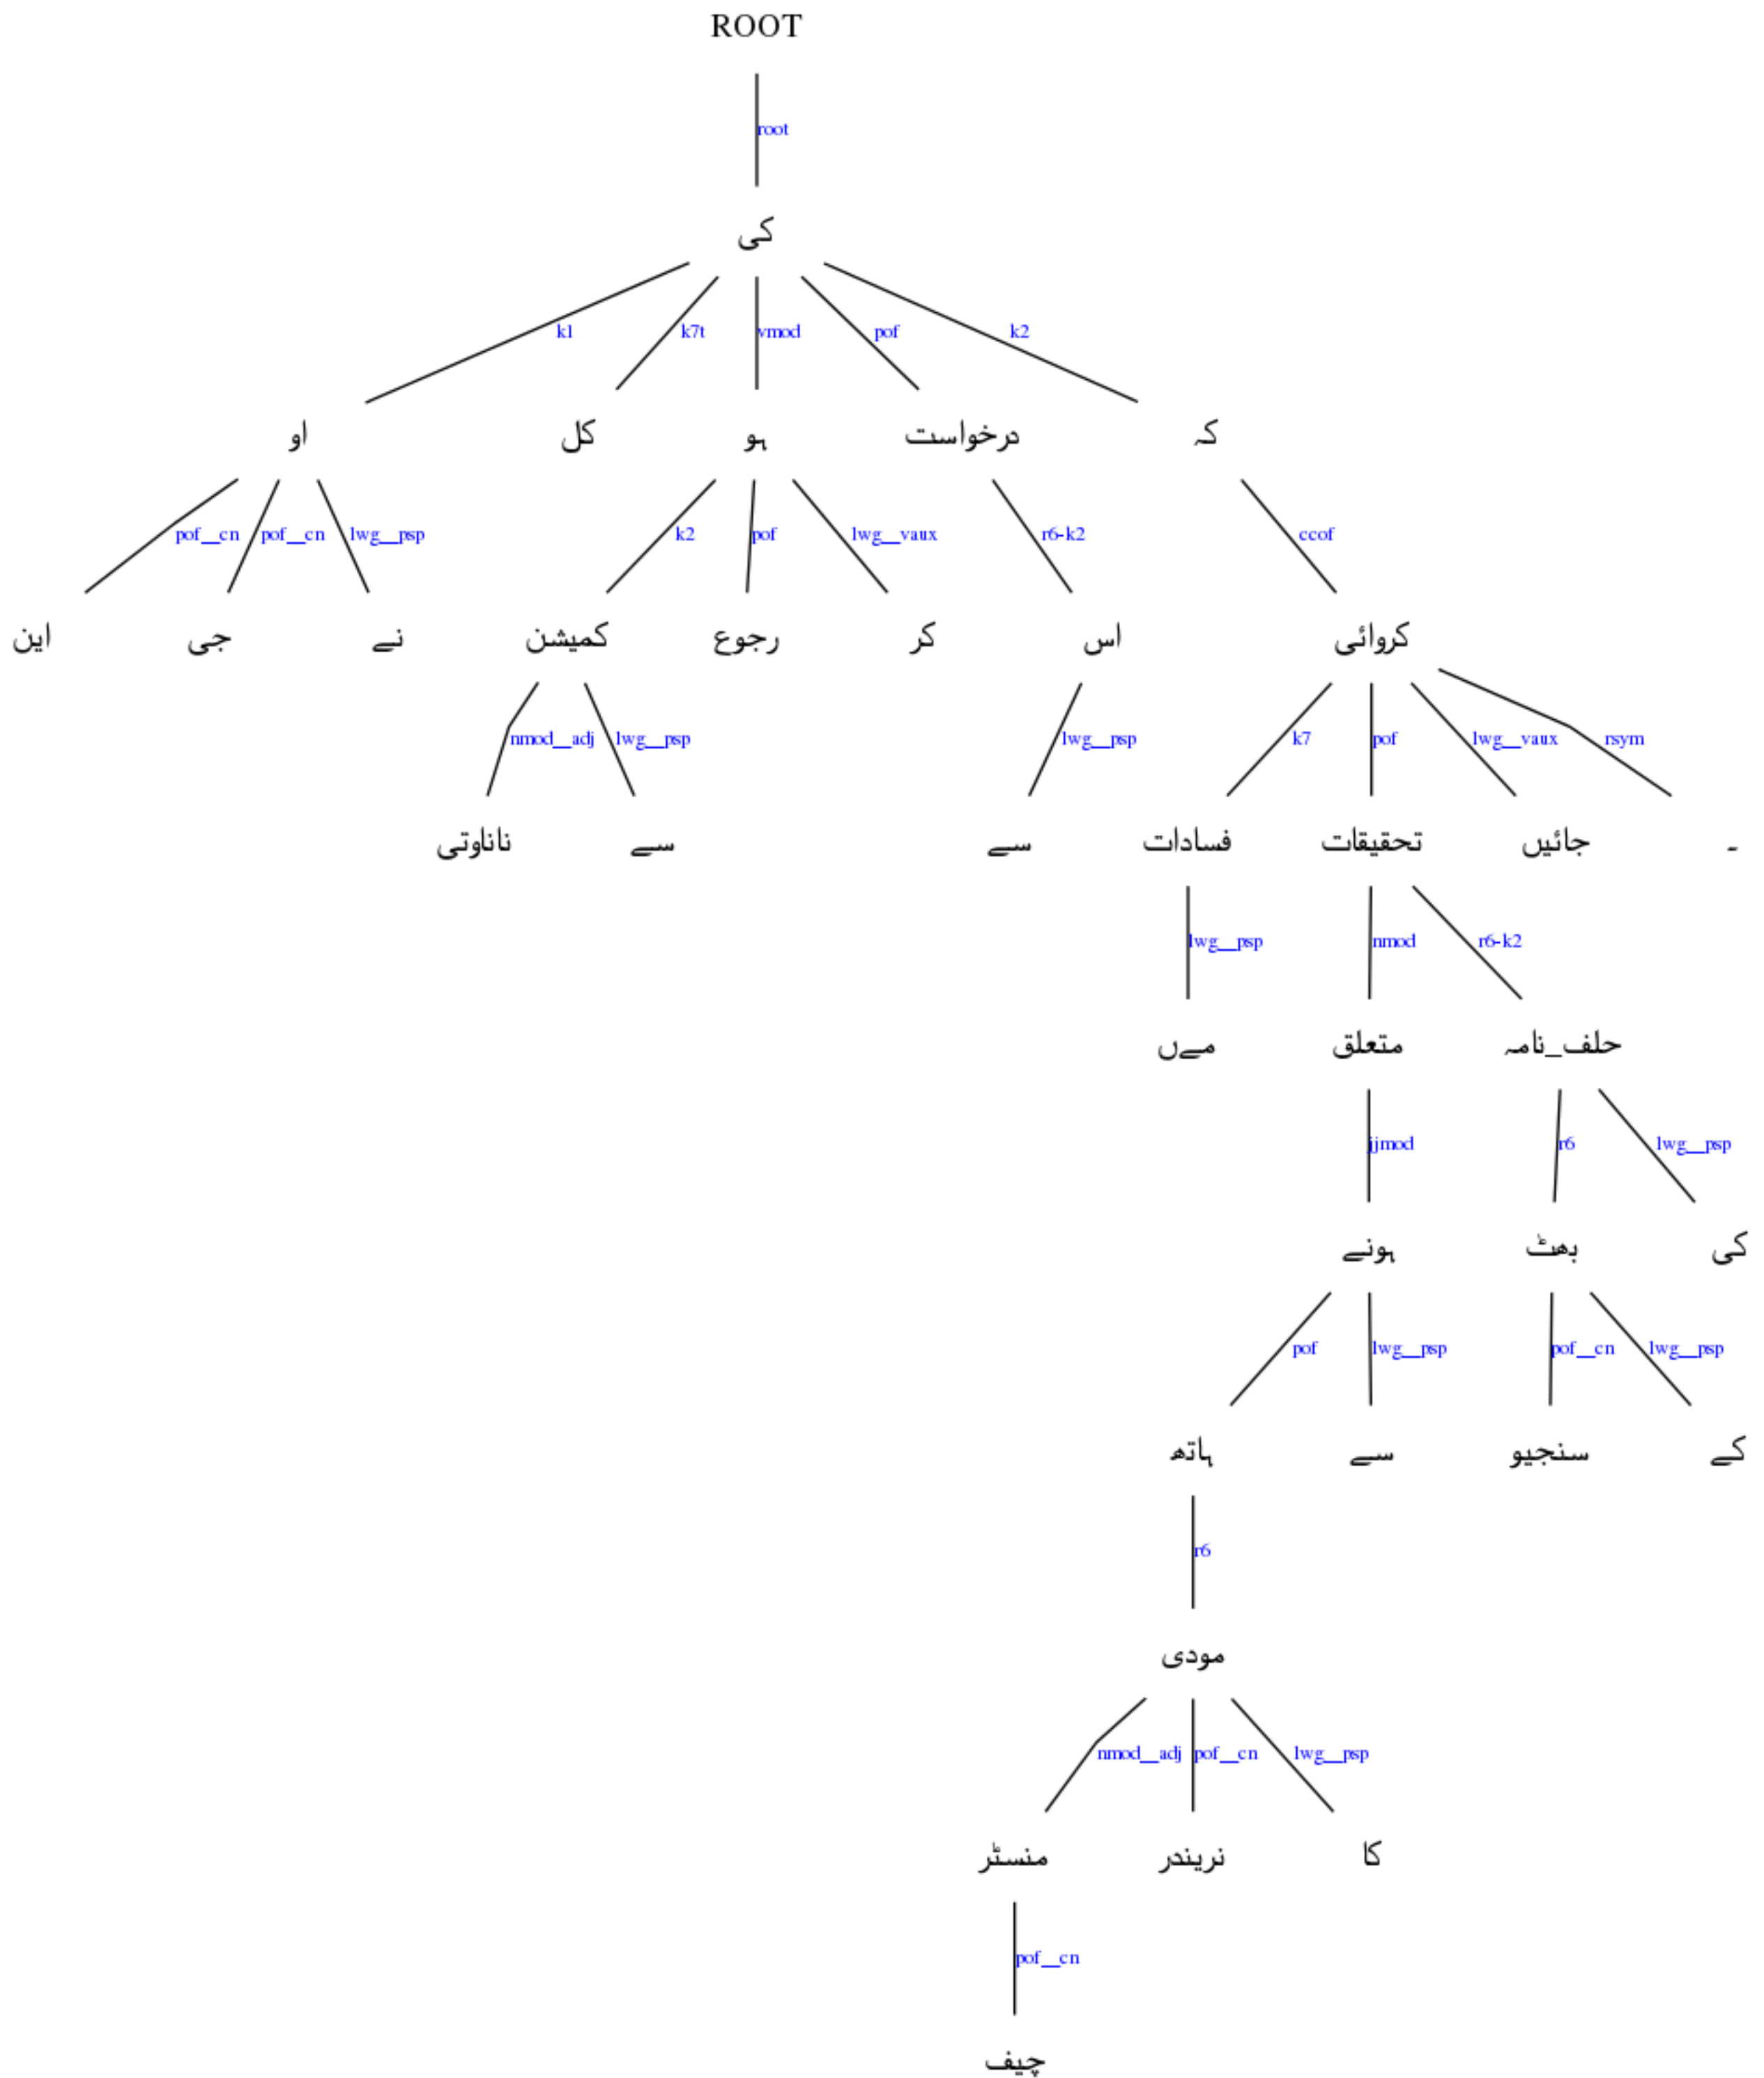 ROOT
root
کی
k1 k7t vmod pof k2
او کل ہو درخواست کہ
pof__cn pof__cn lwg__psp k2 pof lwg__vaux r6-k2 ccof
این جی نے کمیشن رجوع کر اس کروائی
nmod__adj lwg__psp lwg__psp k7 pof lwg__vaux rsym
ناناوتی سے سے فسادات تحقیقات جائیں ۔
lwg__psp nmod r6-k2
مےں متعلق حلف_نامہ
jjmod r6 lwg__psp
ہونے بھٹ کی
pof lwg__psp pof__cn lwg__psp
ہاتھ سے سنجیو کے
r6
مودی
nmod__adj pof__cn lwg__psp
منسٹر نریندر کا
pof__cn
چیف